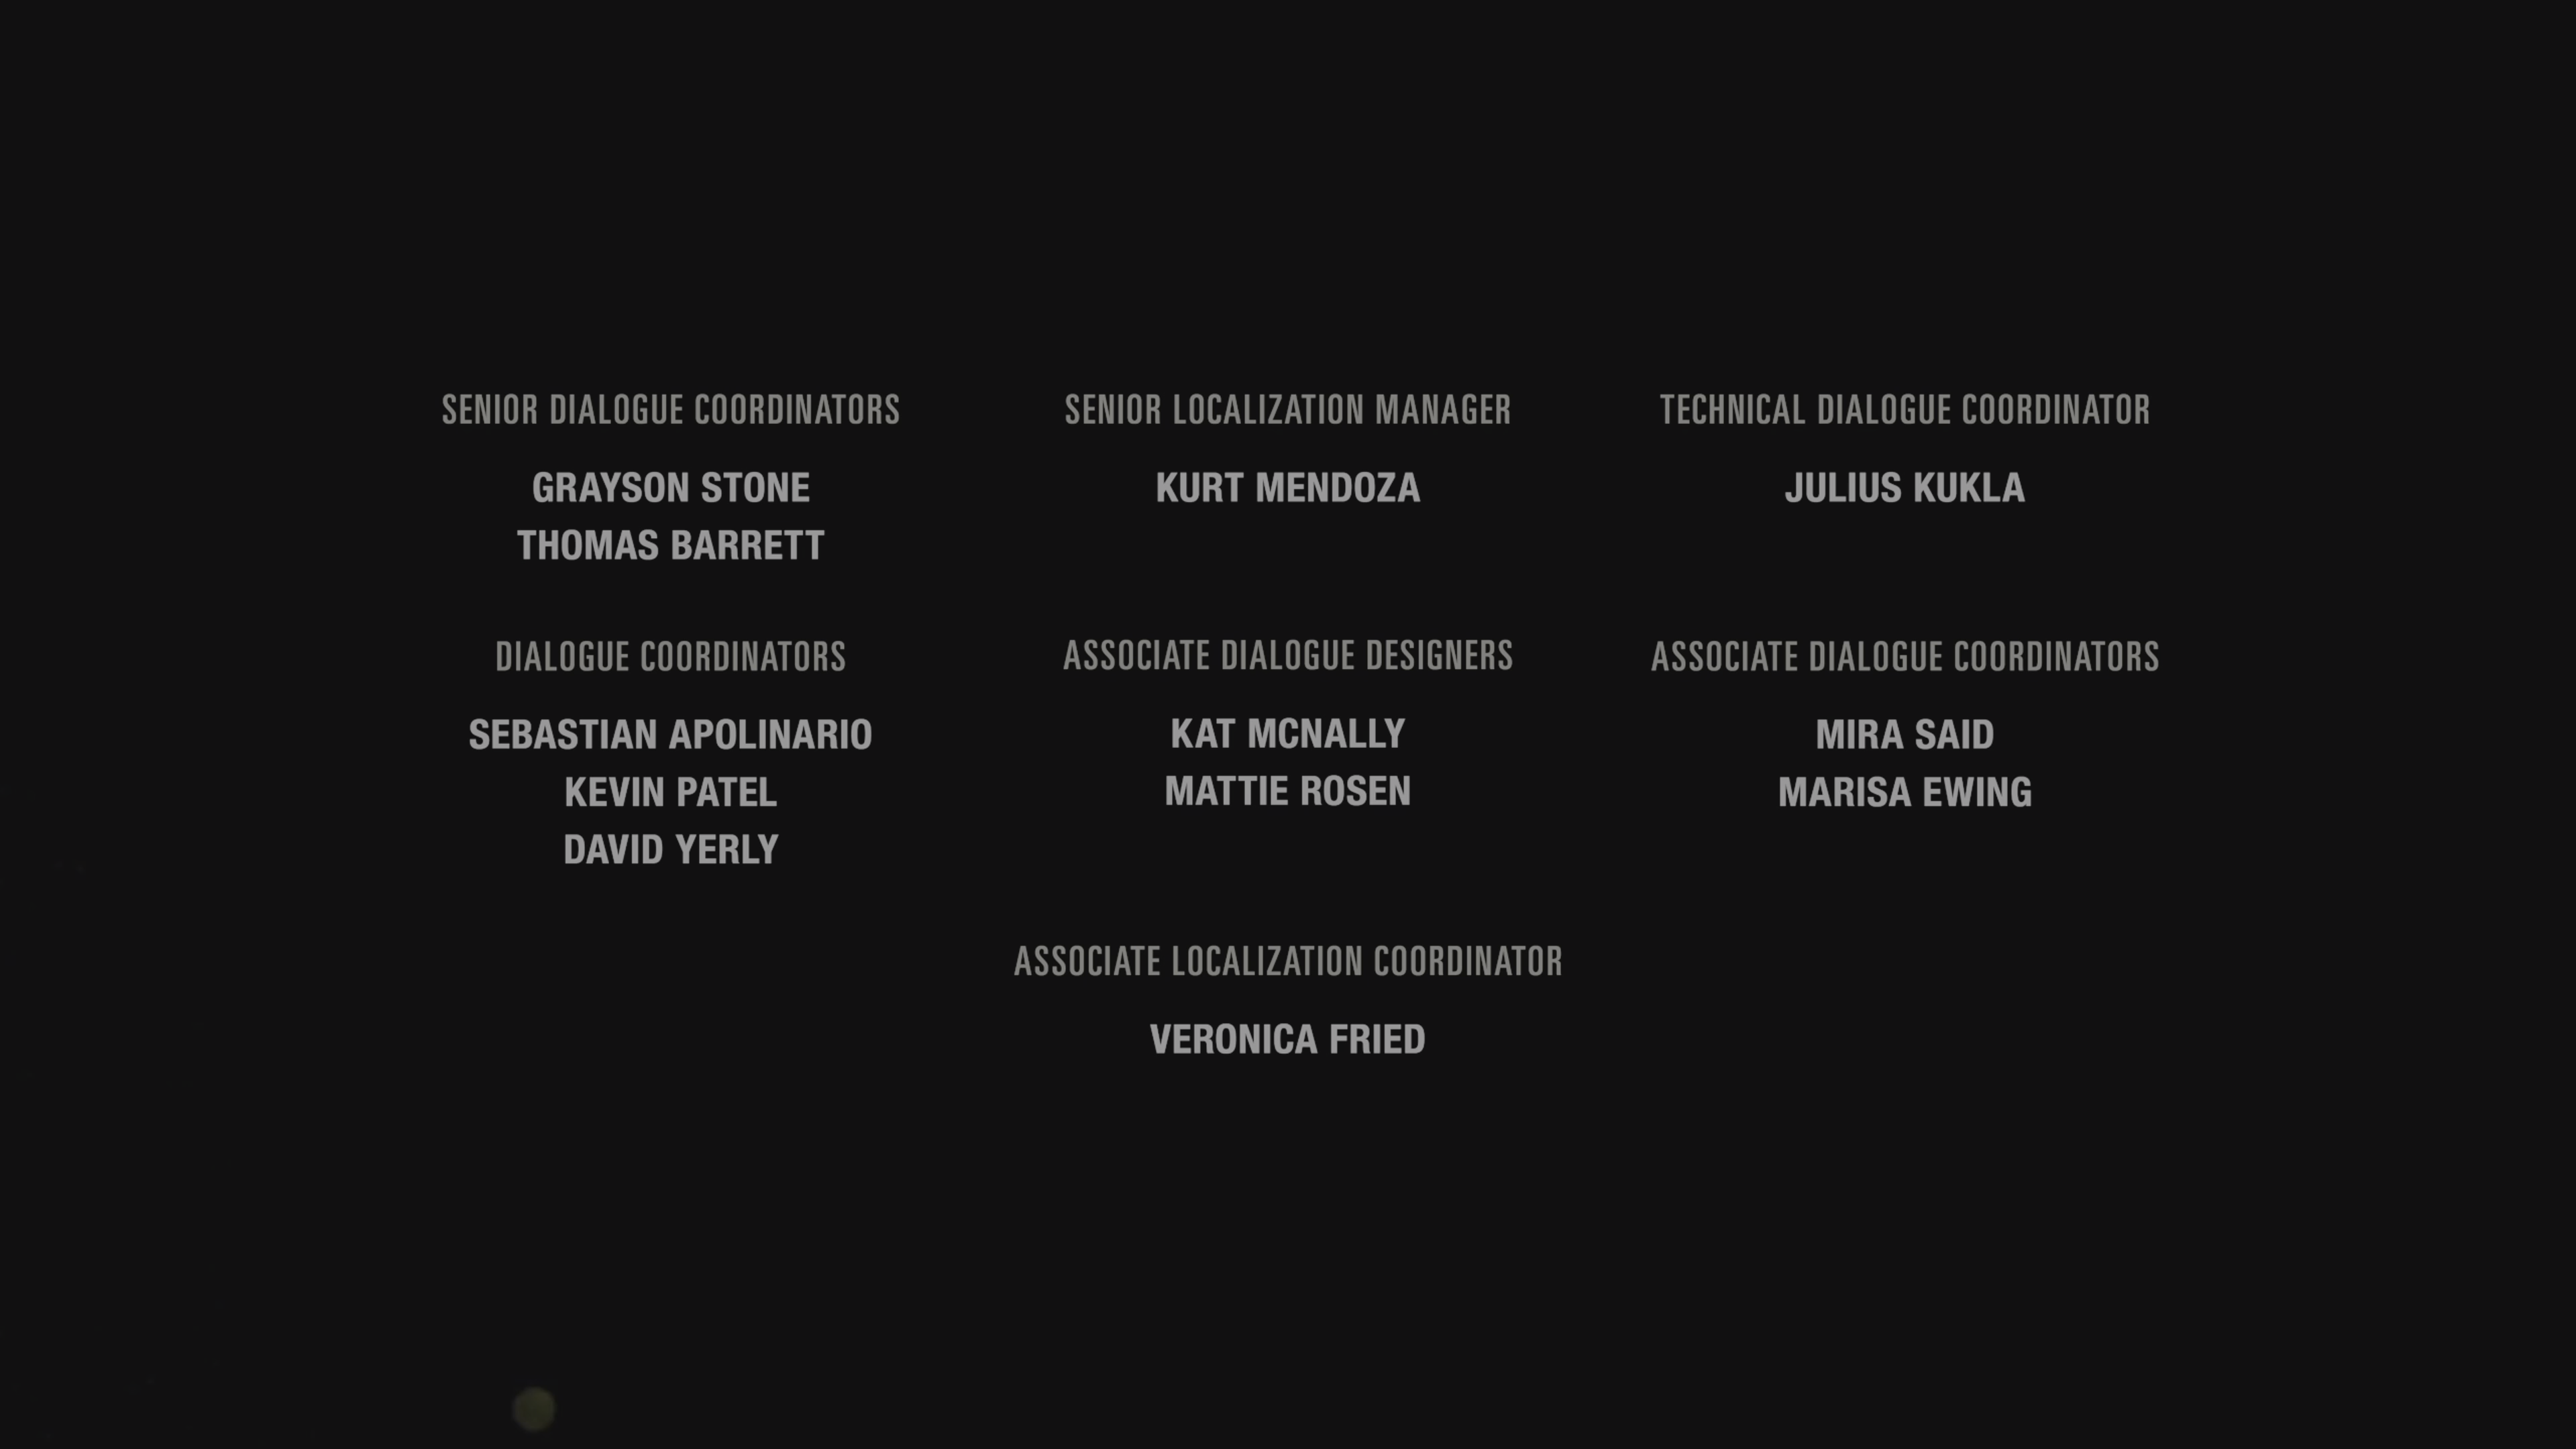 SENIOR DIALOGUE COORDINATORS
GRAYSON STONE
THOMAS BARRETT
SENIOR LOCALIZATION MANAGER
KURT MENDOZA
TECHNICAL DIALOGUE COORDINATOR
JULIUS KUKLA
DIALOGUE COORDINATORS
SEBASTIAN APOLINARIO
KEVIN PATEL
DAVID YERLY
ASSOCIATE DIALOGUE DESIGNERS
KAT MCNALLY
MATTIE ROSEN
ASSOCIATE DIALOGUE COORDINATORS
MIRA SAID
MARISA EWING
ASSOCIATE LOCALIZATION COORDINATOR
VERONICA FRIED